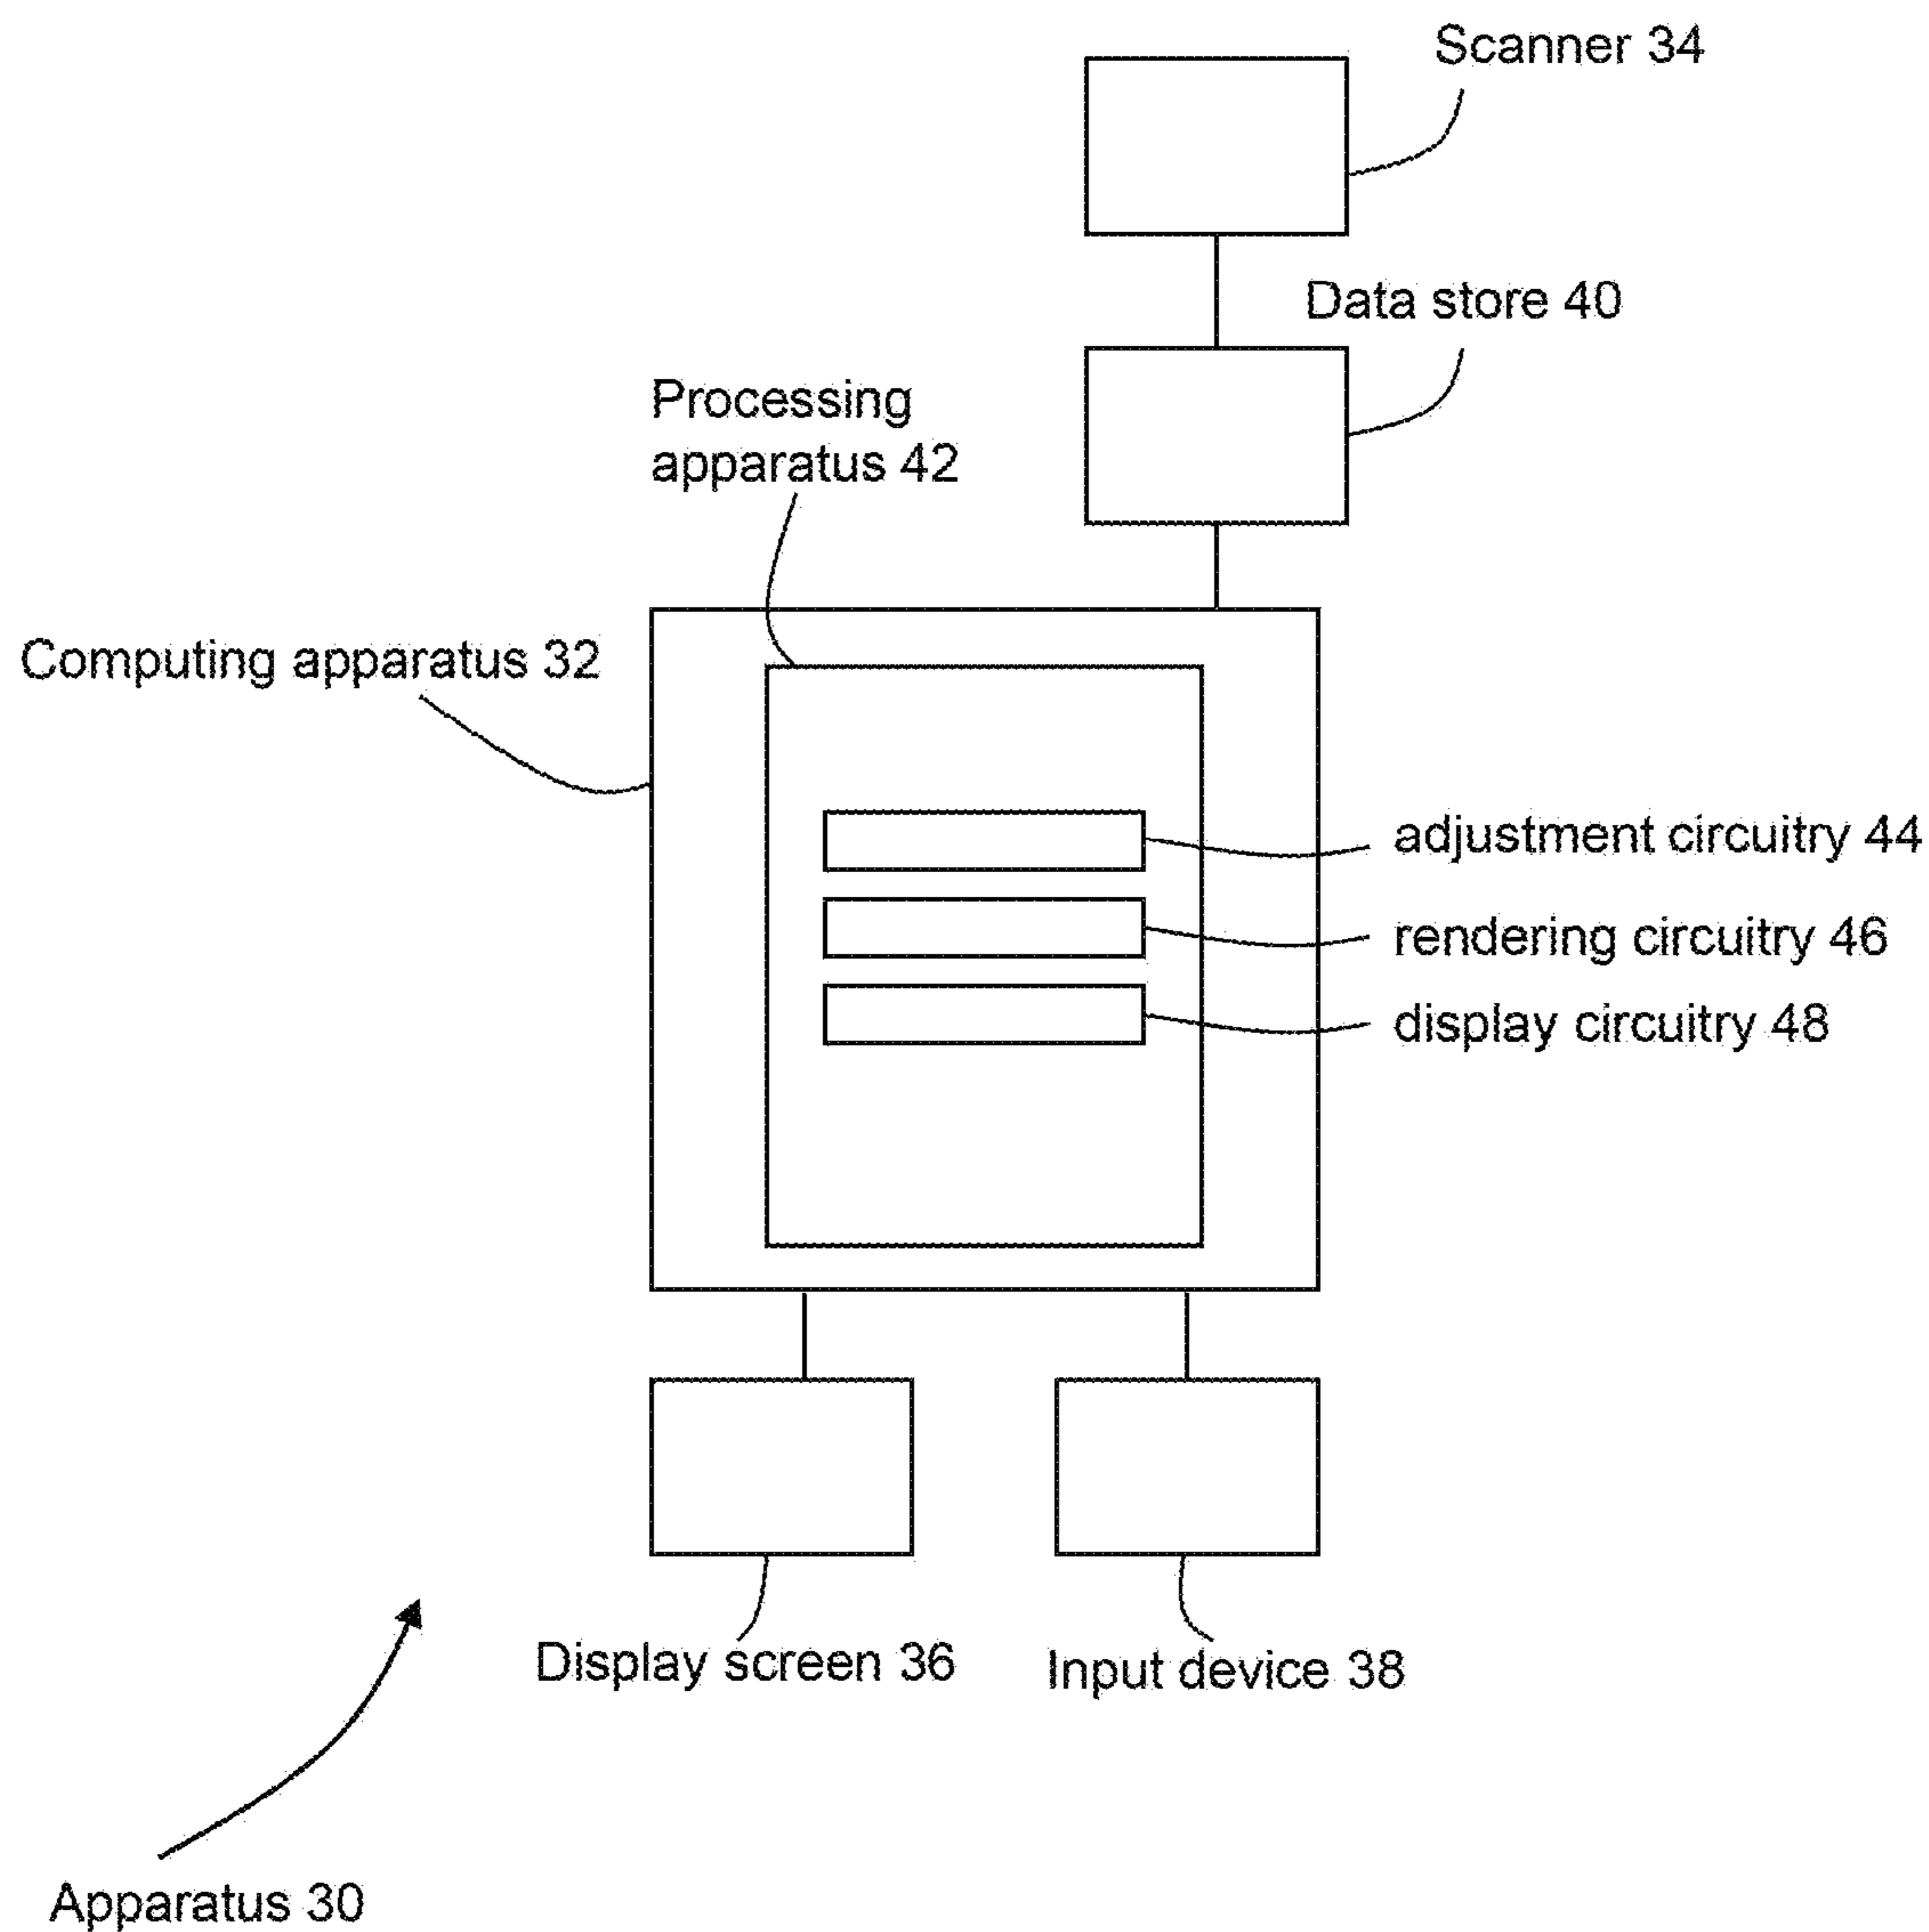 Scanner 34
Data store 40
Processing
apparatus 42
Computing apparatus 32
adjustment circuitry 44
rendering circuitry 46
display circuitry 48
Display screen 36
Input device 38
Apparatus 30